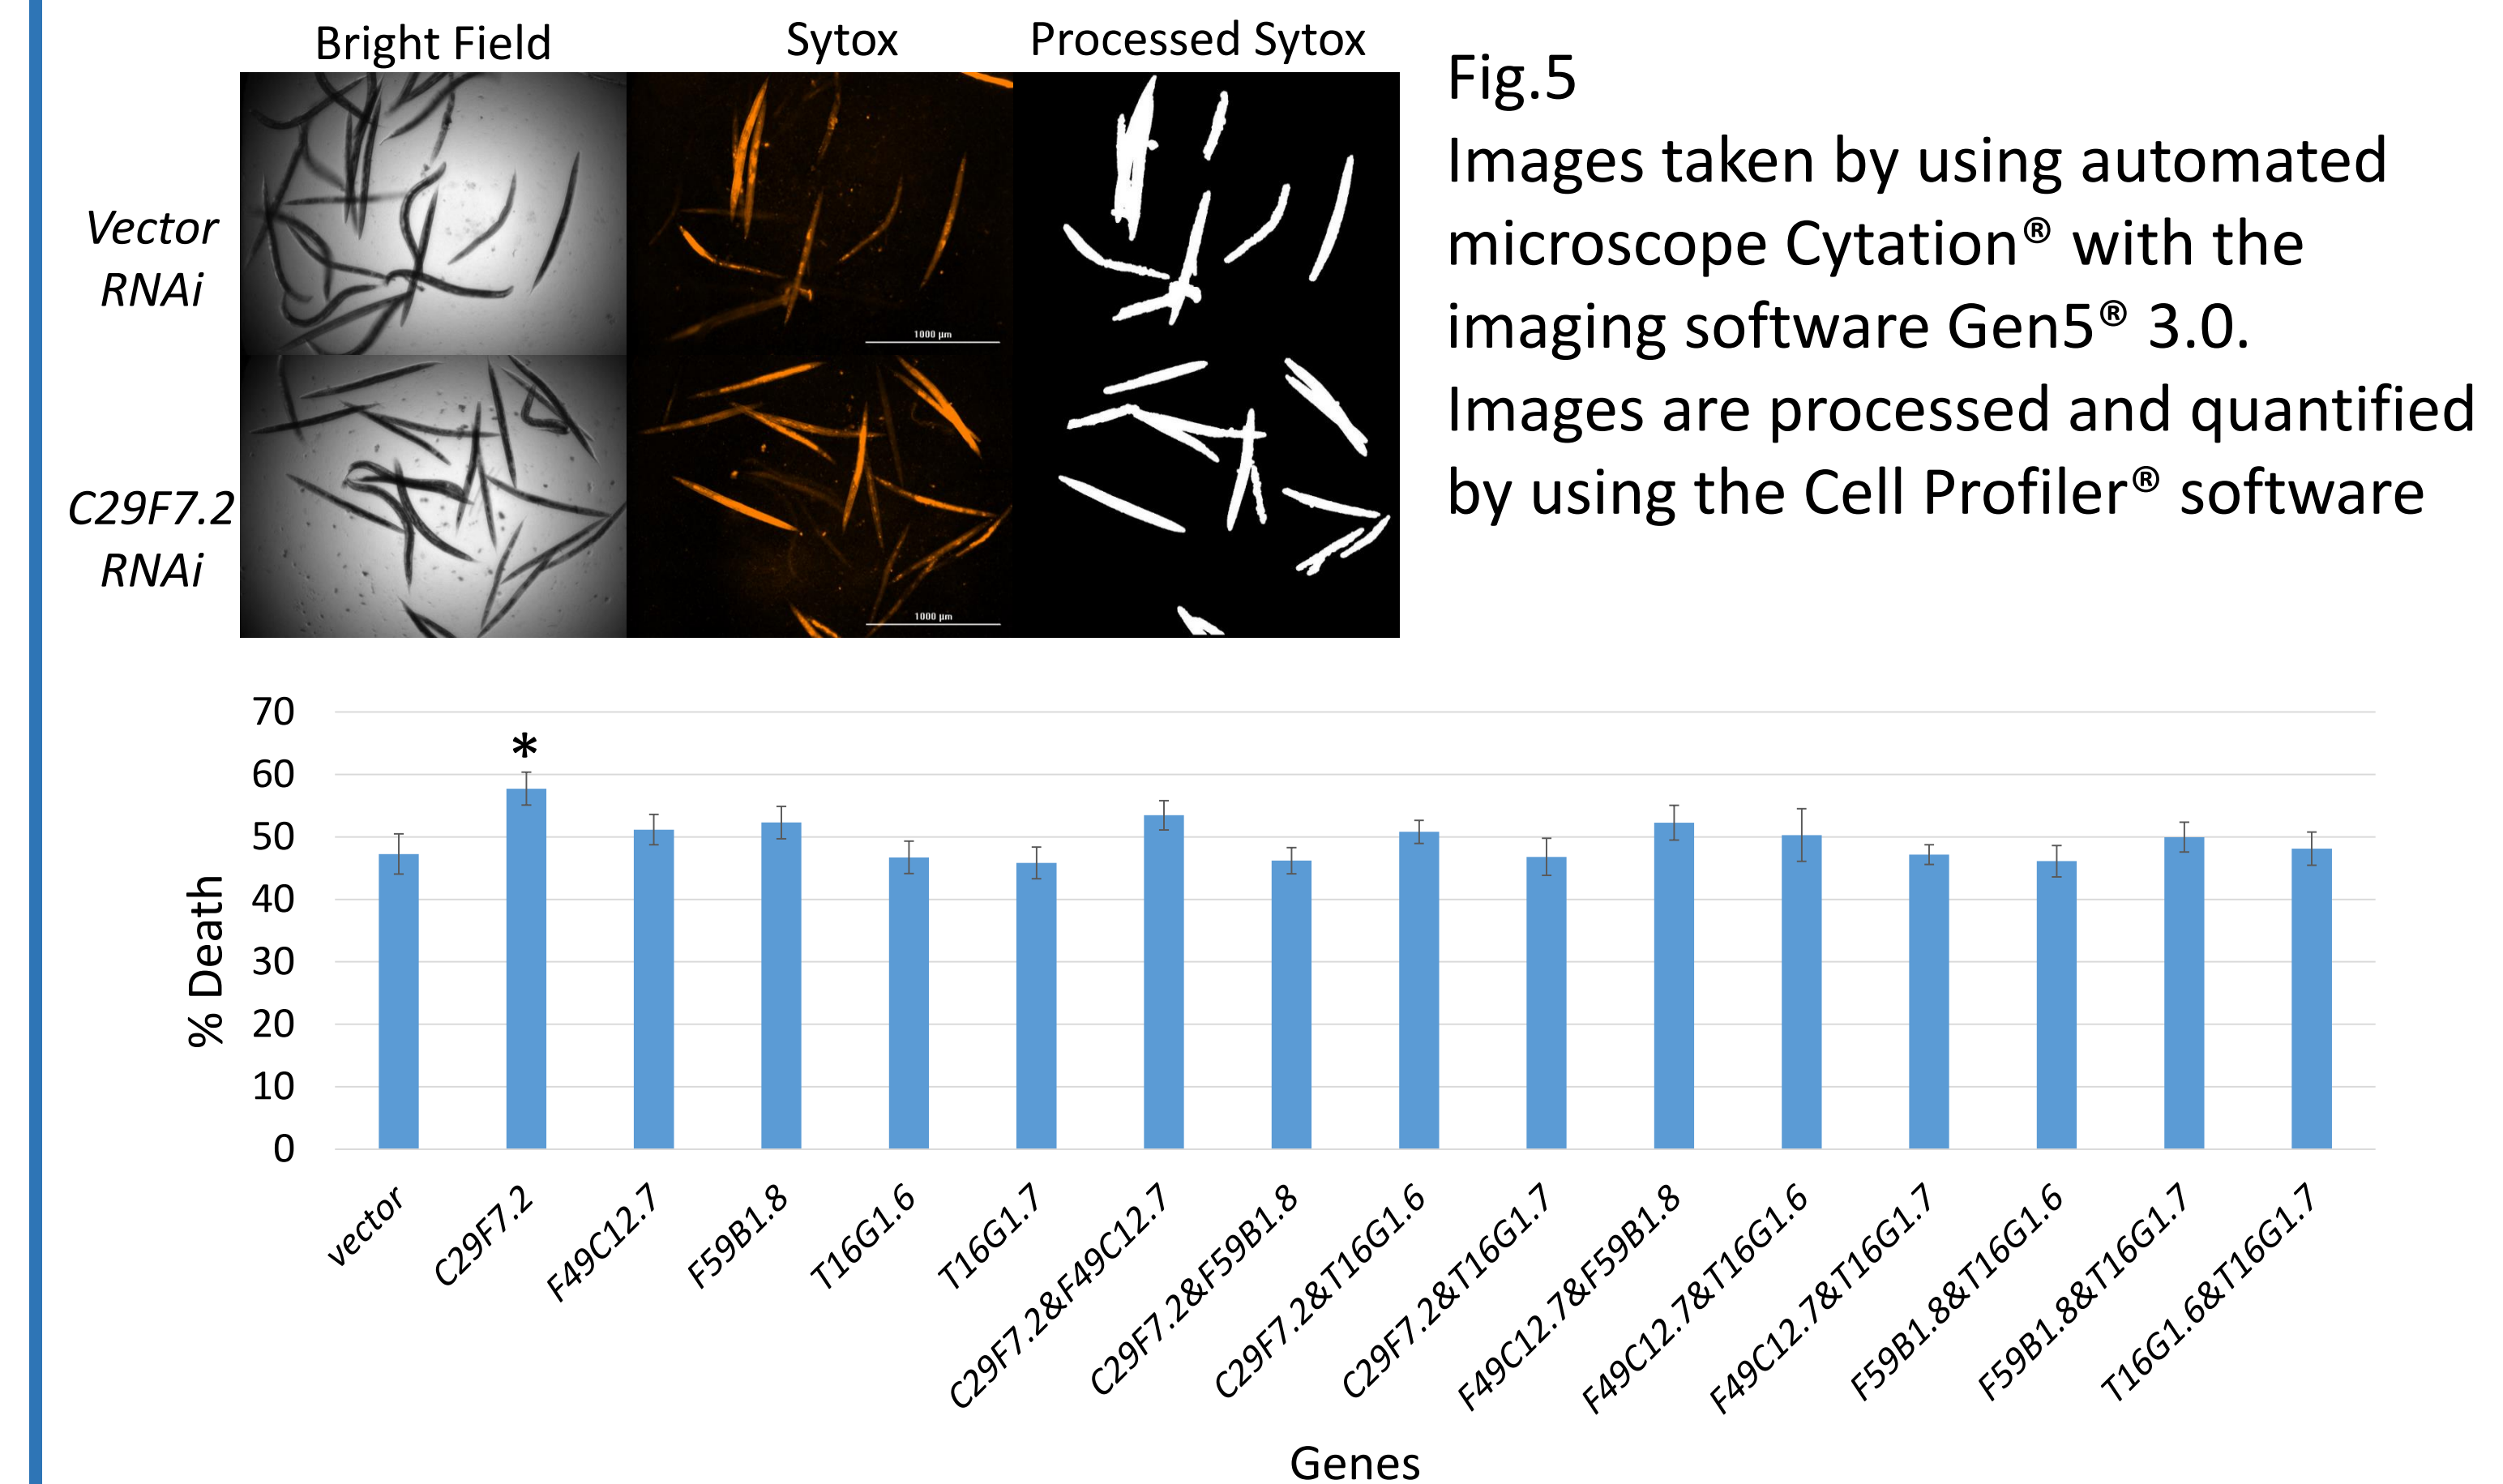 Bright Field
Sytox
Processed Sytox
Vector
RNAi
C29F7.2
RNAi
1000 µm
1000 µm
Fig.5
Images taken by using automated
microscope Cytation® with the
imaging software Gen5® 3.0.
Images are processed and quantified
by using the Cell Profiler® software
% Death
70
60
50
40
30
20
10
0
*
vector
C29F7.2
F49C12.7
F59B1.8
T16G1.6
T16G1.7
C29F7.2&F49C12.7
C29F7.2&F59B1.8
C29F7.2&T16G1.6
C29F7.2&T16G1.7
F49C12.7&F59B1.8
F49C12.7&T16G1.6
F49C12.7&T16G1.7
F59B1.8&T16G1.6
F59B1.8&T16G1.7
T16G1.6&T16G1.7
Genes